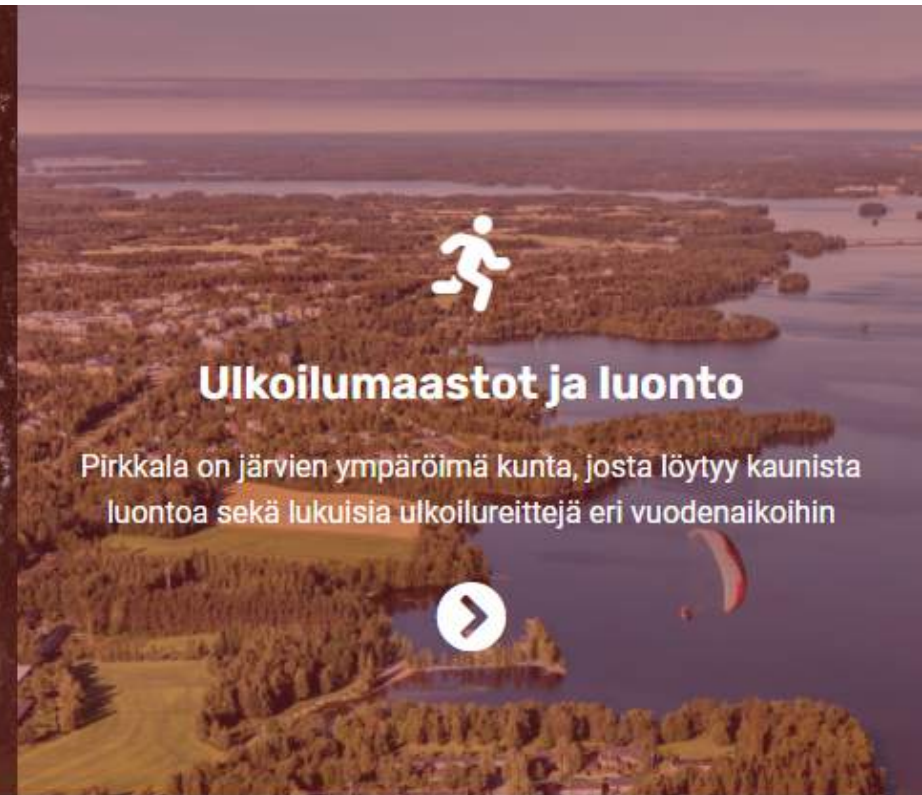 Ulkoilumaastot ja luonto
Pirkkala on järvien ympäröimä kunta, josta löytyy kaunista
luontoa sekä lukuisia ulkoilureittejä eri vuodenaikoihin